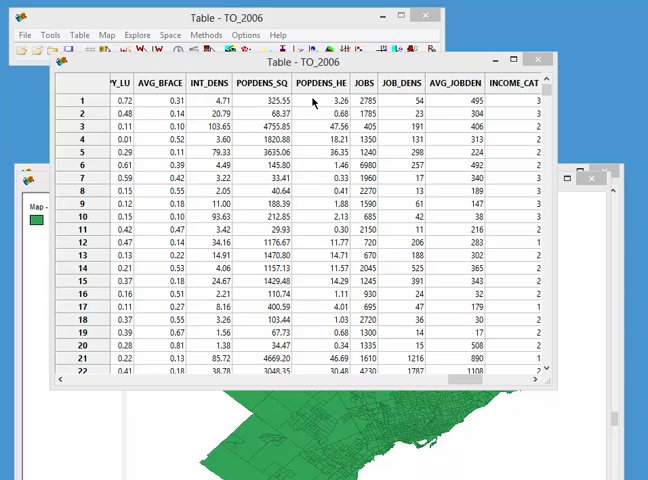 Table - TO_2006
File Tools Table Map Explore Space Methods Options Help
Table - TO_2006
Y_LU AVG_BFACE INT_DENS POPDENS_SQ POPDENS_HE JOBS JOB_DENS AVG_JOBDEN INCOME_CAT
1 0.72 0.31 4.71 325.55 3.26 2785 54 495 3
2 0.48 0.14 20.79 68.37 0.68 1785 23 304 3
3 0.11 0.10 103.65 4755.85 47.56 405 191 406 2
4 0.01 0.52 3.60 1820.88 18.21 1350 131 313 2
5 0.29 0.11 79.33 3635.06 36.35 1240 298 224 2
6 0.61 0.39 4.49 145.80 1.46 6980 257 492 2
7 0.59 0.42 3.22 33.41 0.33 1960 17 340 3
8 0.15 0.55 2.05 40.64 0.41 2270 13 189 3
9 0.12 0.18 11.00 188.39 1.88 1590 61 147 3
10 0.15 0.10 93.63 212.85 2.13 685 42 38 3
11 0.42 0.47 3.42 29.93 0.30 2150 11 216 2
12 0.47 0.14 34.16 1176.67 11.77 720 206 283 1
13 0.13 0.22 14.91 1470.80 14.71 670 188 302 2
14 0.21 0.53 4.06 1157.13 11.57 2045 525 365 2
15 0.37 0.18 24.67 1429.48 14.29 1245 391 343 2
16 0.16 0.51 2.21 110.74 1.11 930 24 32 2
17 0.11 0.27 8.16 400.59 4.01 695 47 179 1
18 0.37 0.55 3.26 103.44 1.03 2720 36 30 2
19 0.39 0.67 1.56 67.73 0.68 1300 14 17 2
20 0.28 0.81 1.38 34.47 0.34 1335 15 508 2
21 0.22 0.13 85.72 4669.20 46.69 1610 1216 890 1
22 0.41 0.18 38.78 3048.35 30.48 4230 1787 1108 2
Map -